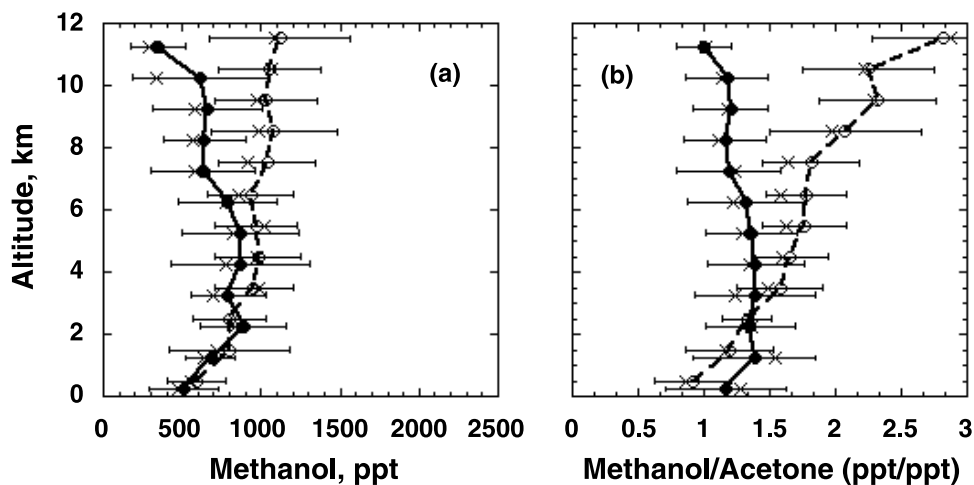 12
10
8
6
4
2
0
Altitude, km
(a)
0 500 1000 1500 2000 2500
Methanol, ppt
(b)
0 0.5 1 1.5 2 2.5 3
Methanol/Acetone (ppt/ppt)